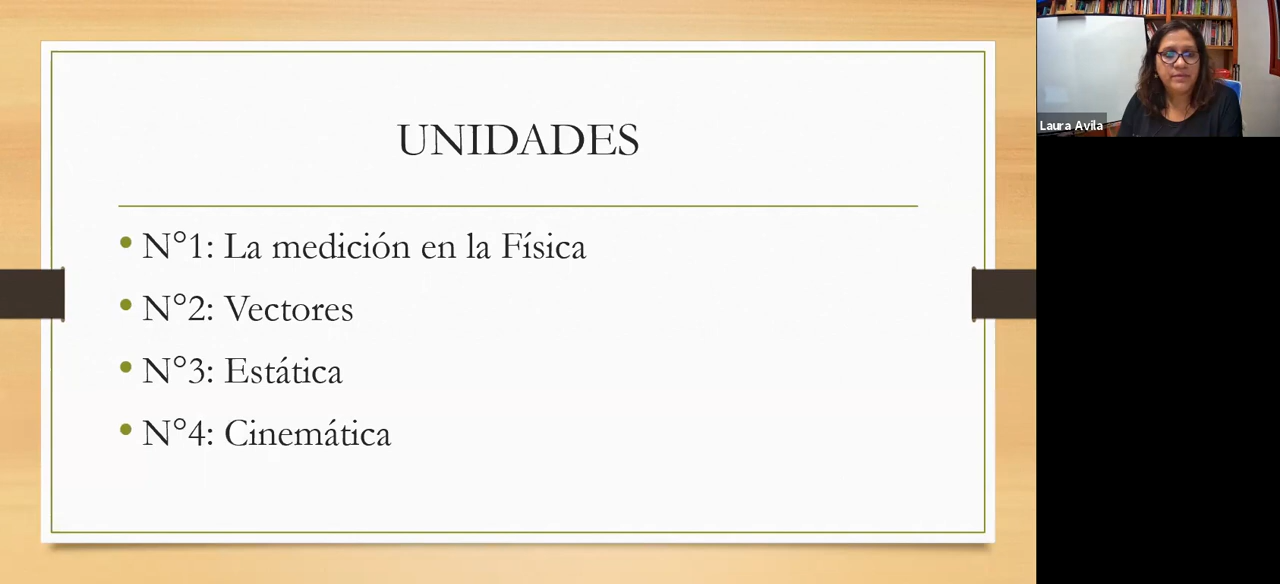 UNIDADES
• N°1: La medición en la Física
• N°2: Vectores
• N°3: Estática
• N°4: Cinemática
Laura Avila